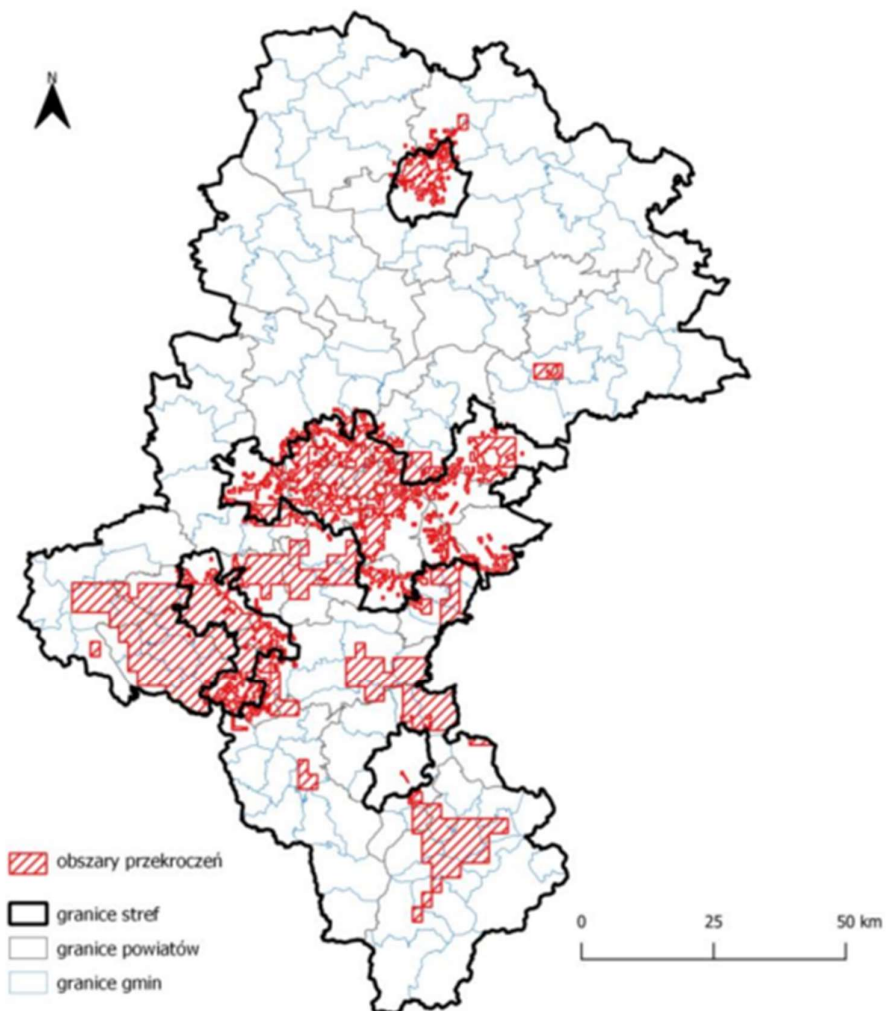 N
obszary przekroczeń
granice stref
granice powiatów
granice gmin
0 25 50 km